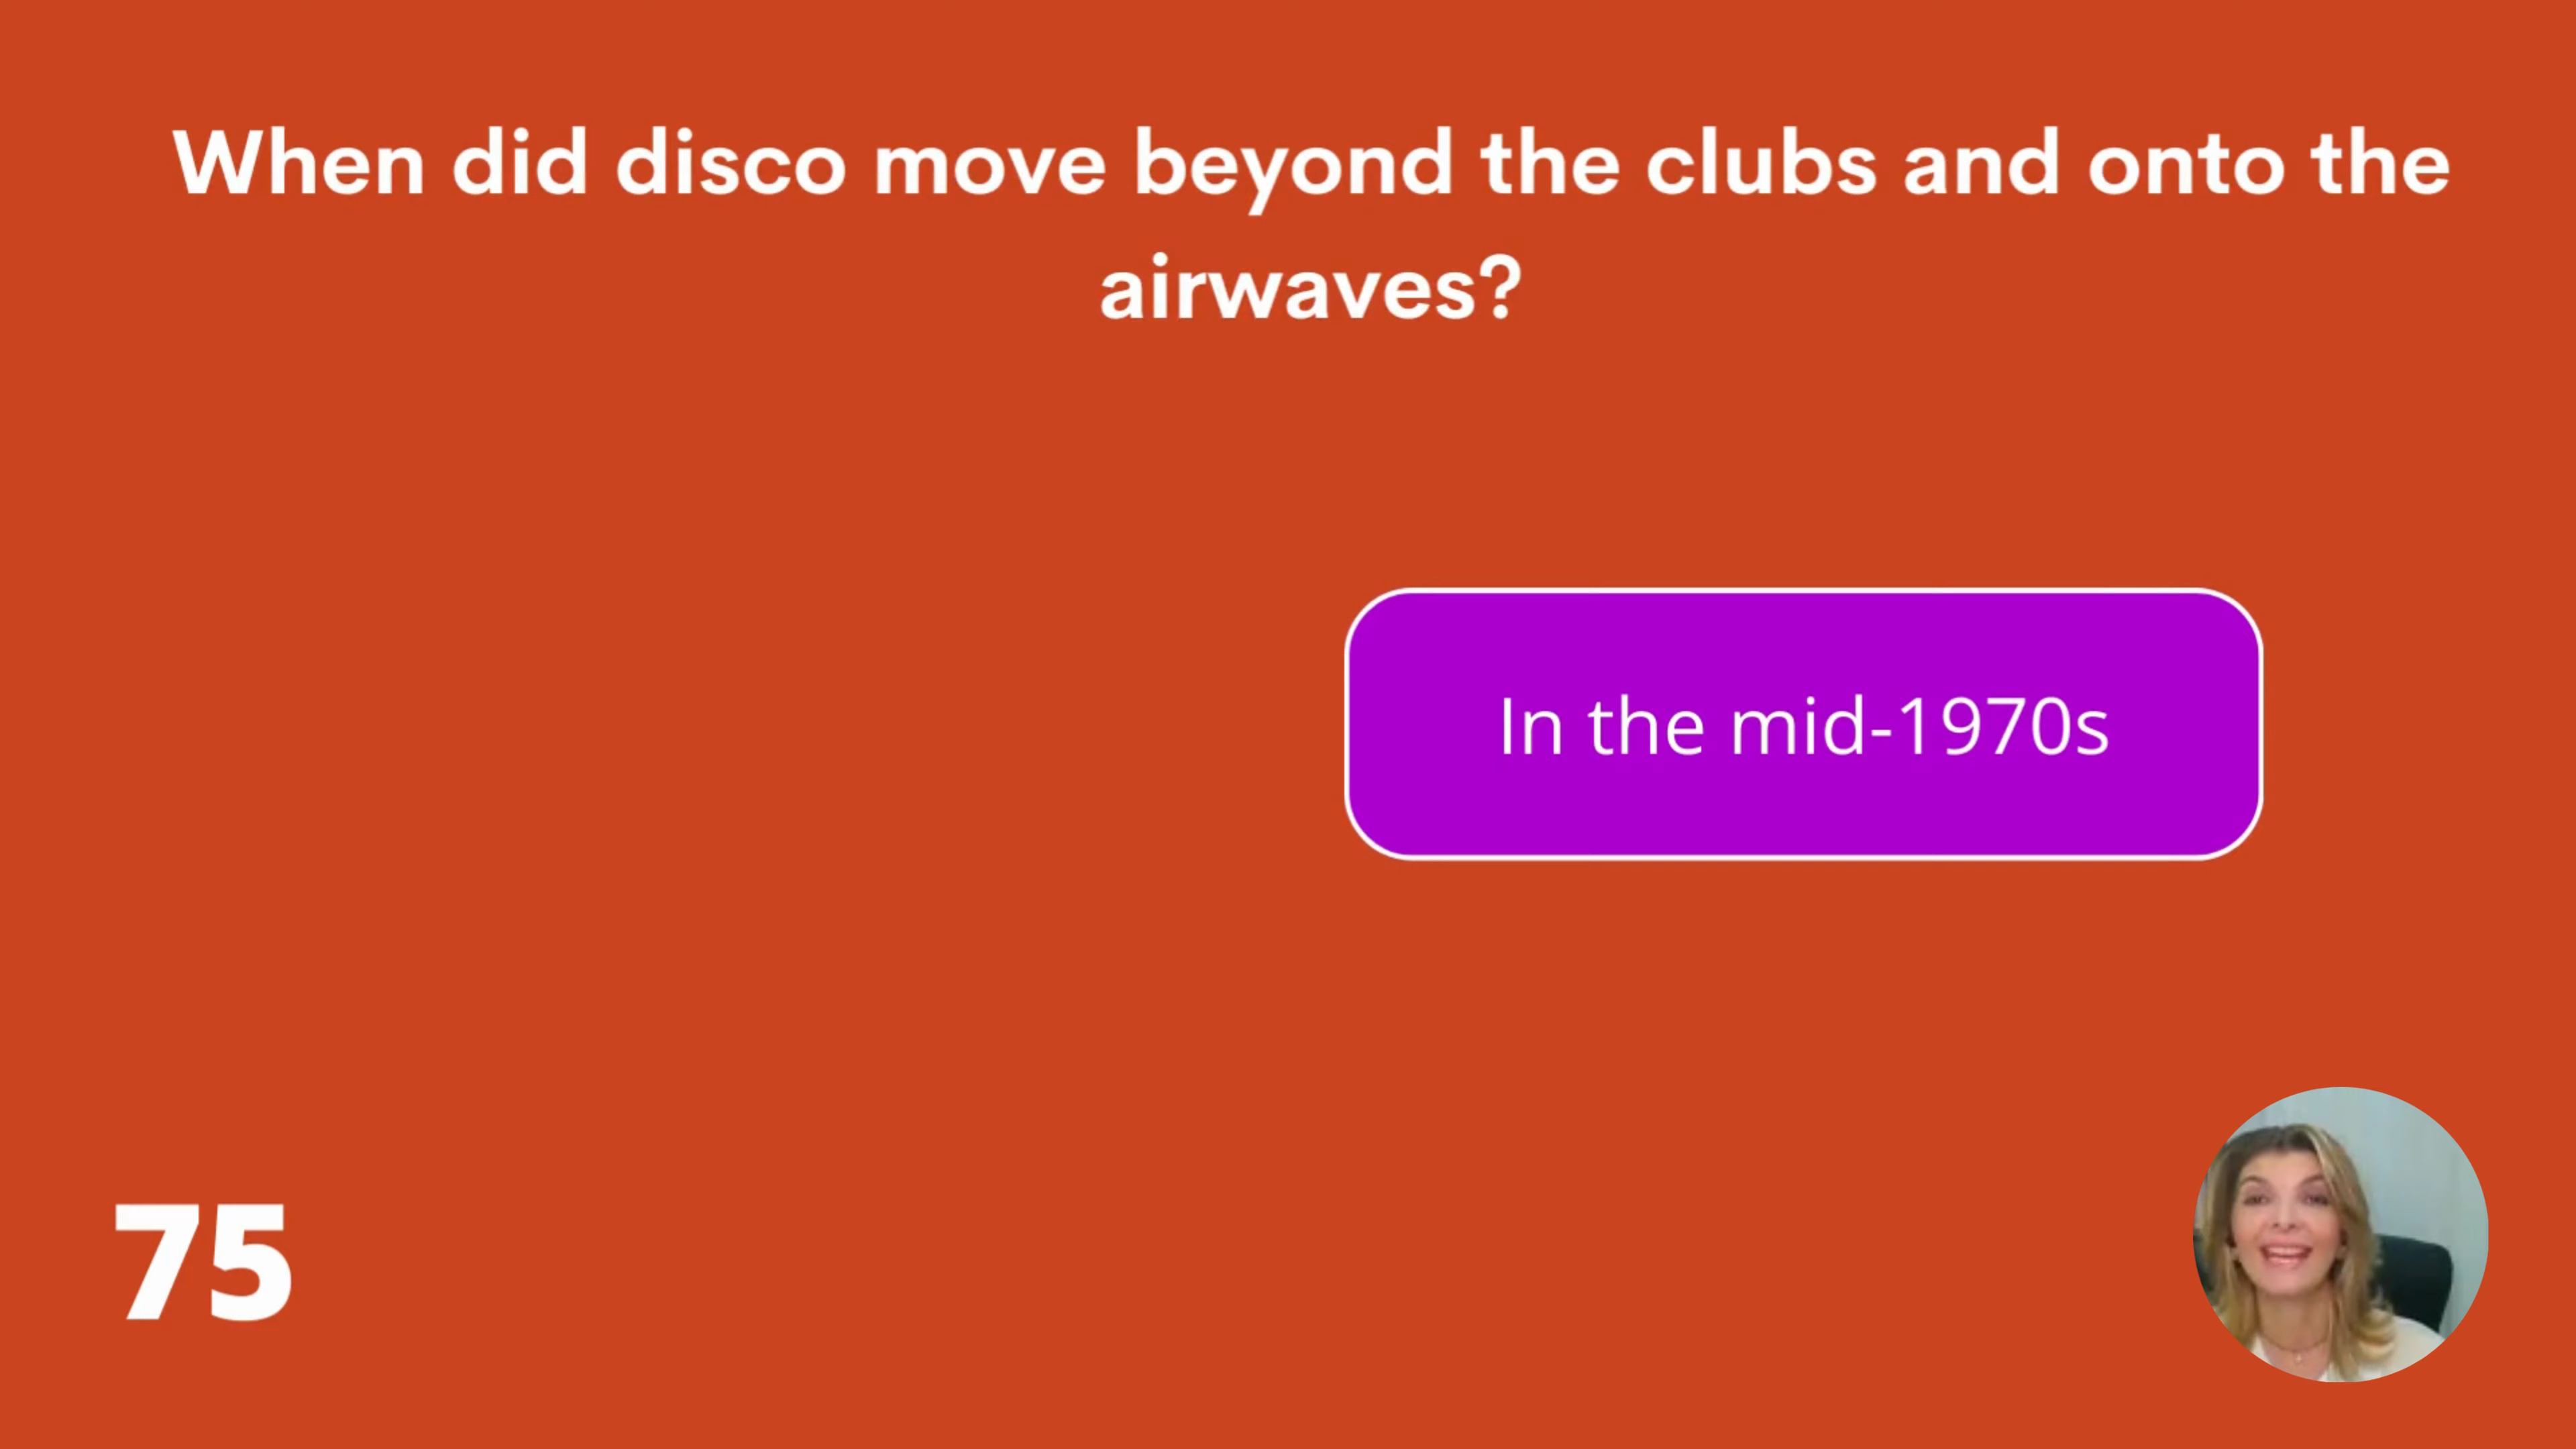 When did disco move beyond the clubs and onto the
airwaves?
In the mid-1970s
75